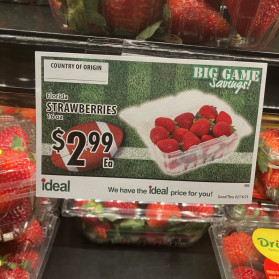 ideal
COUNTRY OF ORIGIN
BIG GAME
Savings!
Florida
STRAWBERRIES
16 oz
$2.99
Ea
ideal
We have the ideal price for you!